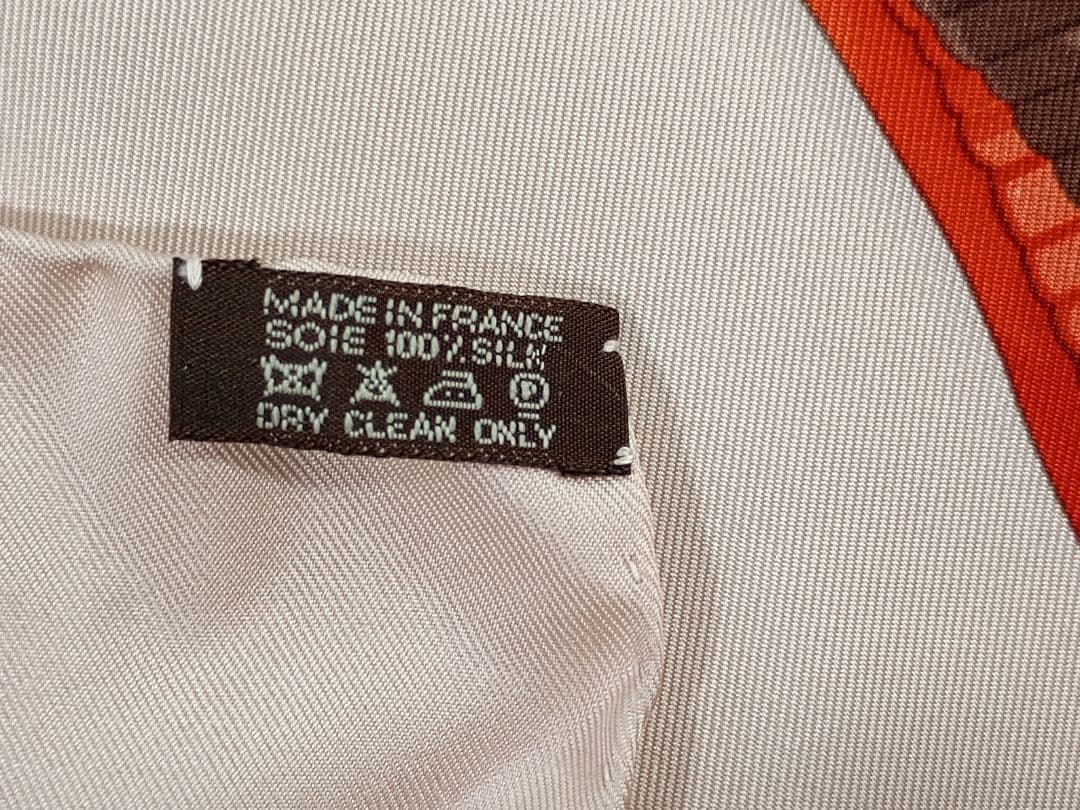 MADE IN FRANCE
SOIE 100% SILK
P
DRY CLEAN ONLY